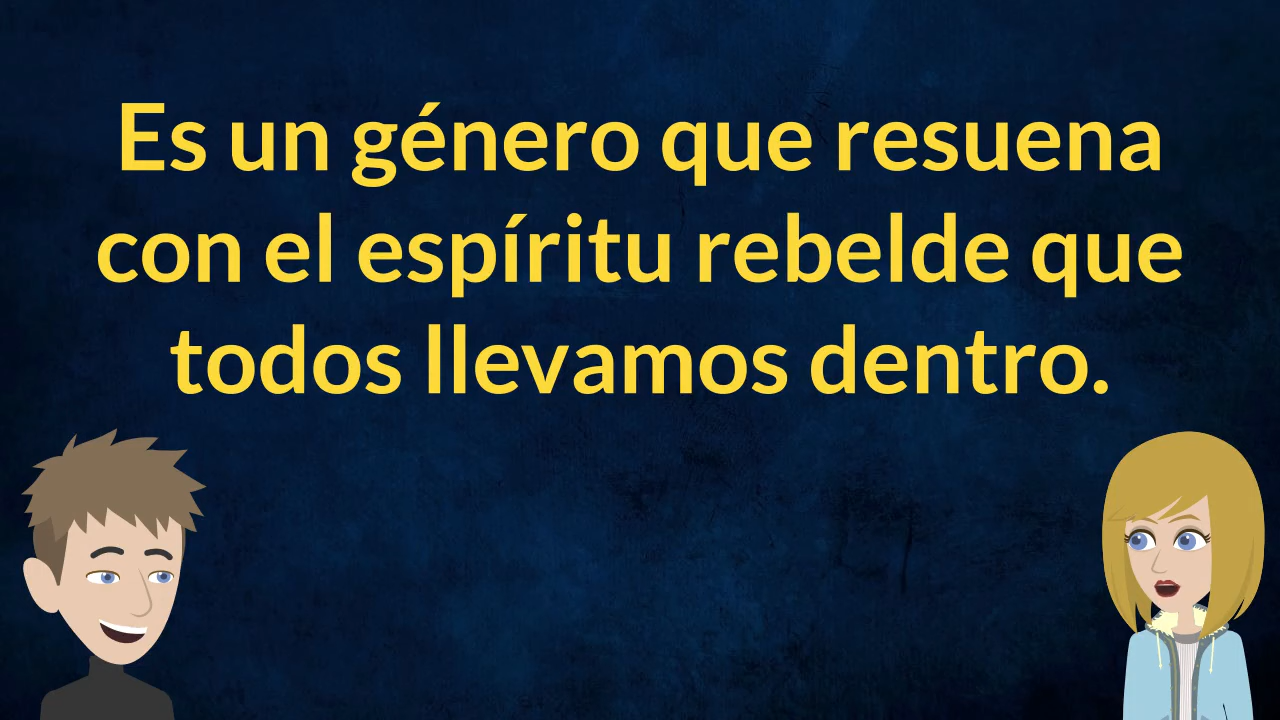 Es un género que resuena
con el espíritu rebelde que
todos llevamos dentro.